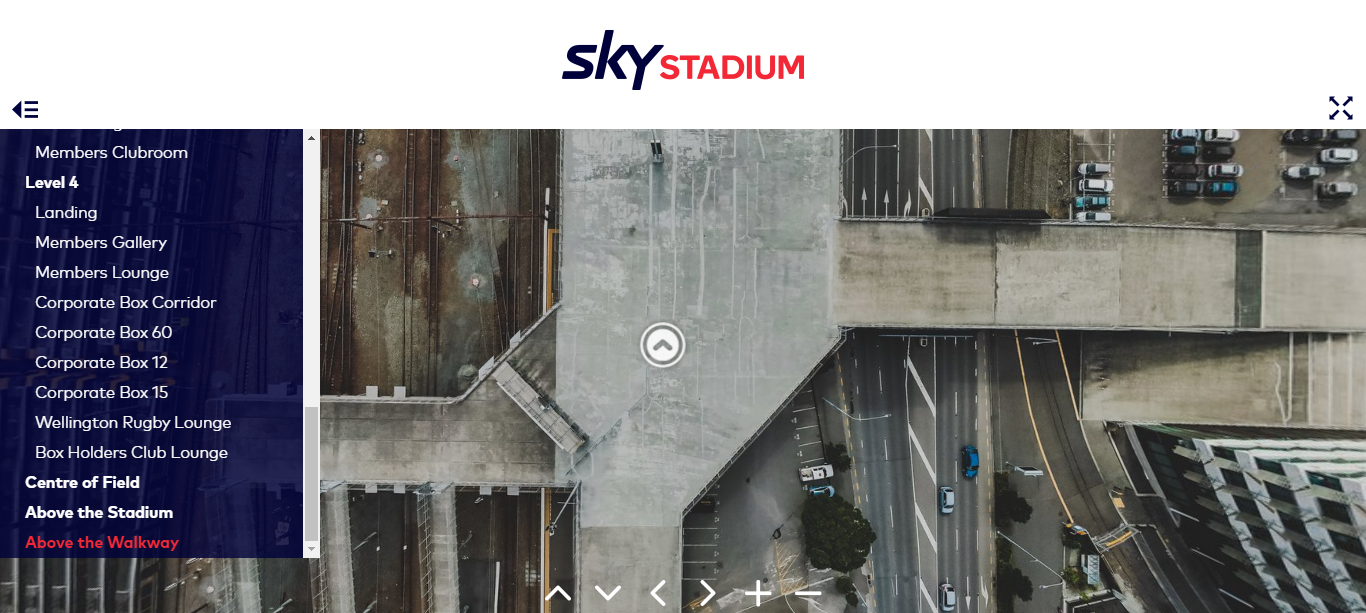 sky STADIUM
Members Clubroom
Level 4
Landing
Members Gallery
Members Lounge
Corporate Box Corridor
Corporate Box 60
Corporate Box 12
Corporate Box 15
Wellington Rugby Lounge
Box Holders Club Lounge
Centre of Field
Above the Stadium
Above the Walkway